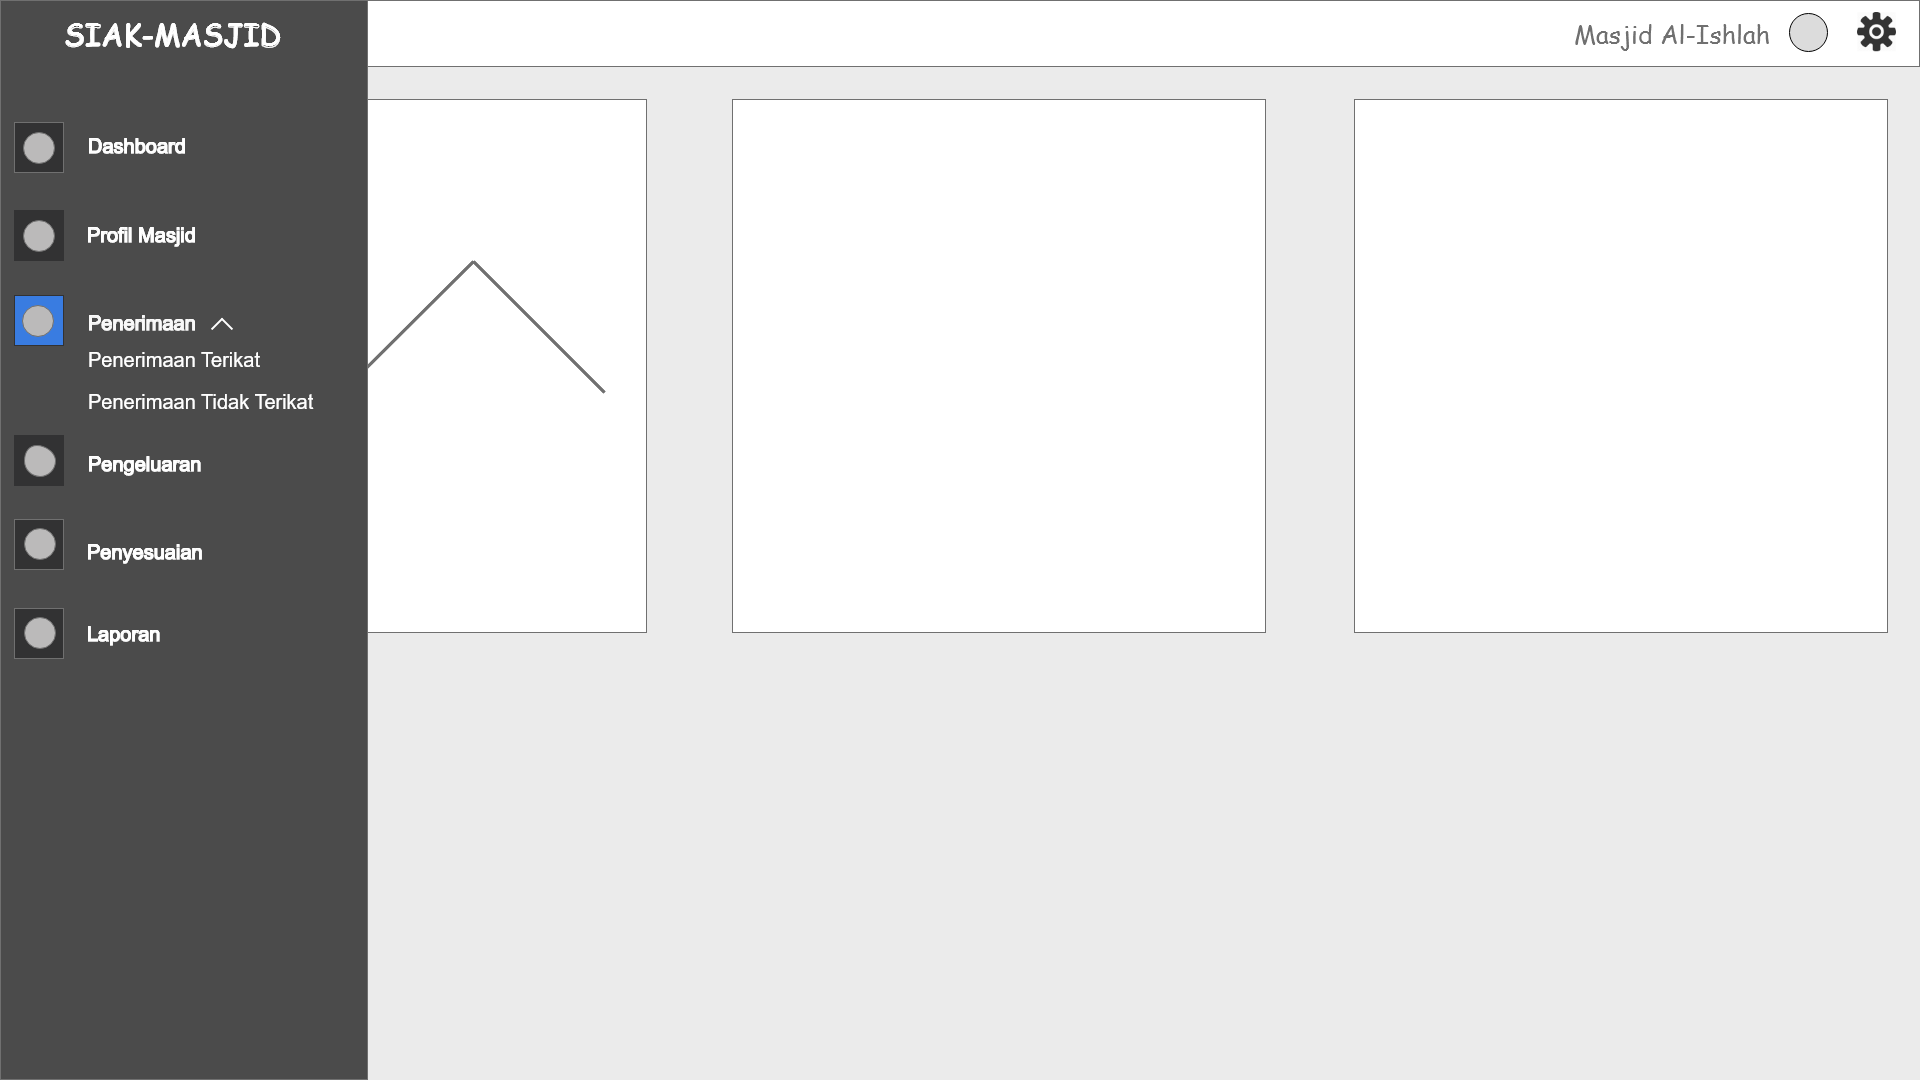 SIAK-MASJID
Masjid Al-Ishlah
Dashboard
Profil Masjid
Penerimaan
Penerimaan Terikat
Penerimaan Tidak Terikat
Pengeluaran
Penyesuaian
Laporan